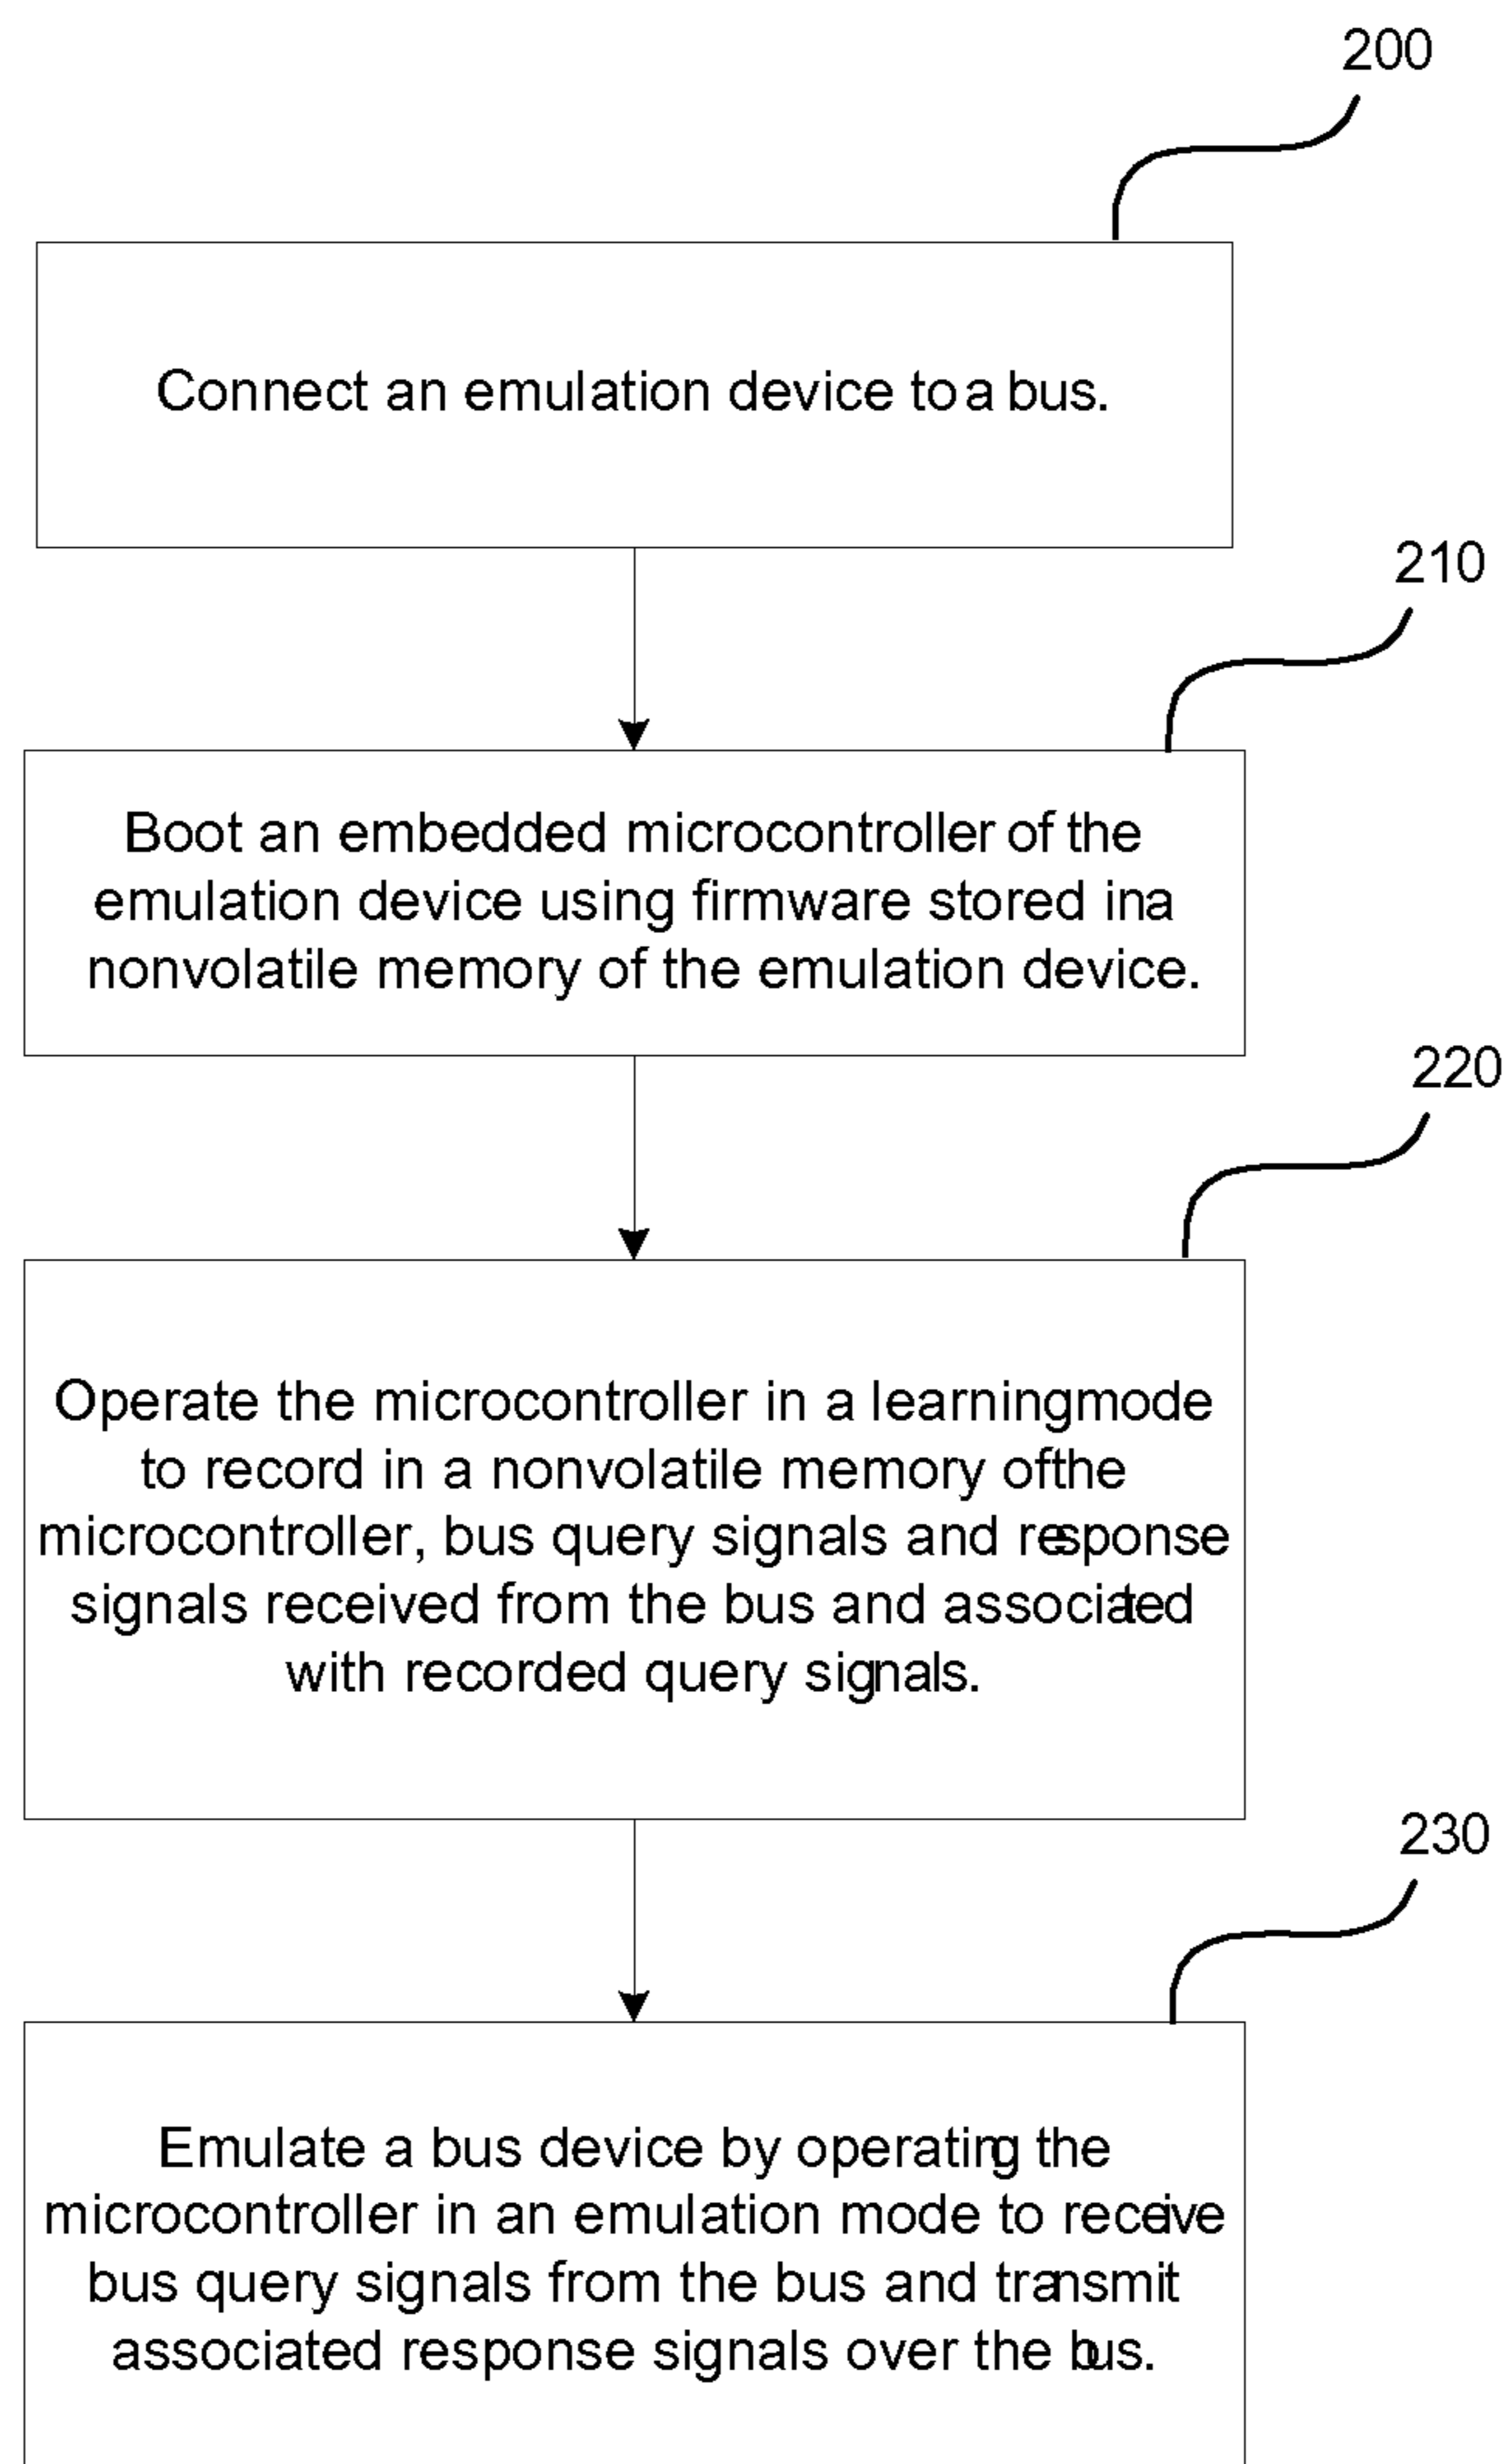 200
Connect an emulation device to a bus.
210
Boot an embedded microcontroller of the
emulation device using firmware stored in a
nonvolatile memory of the emulation device.
220
Operate the microcontroller in a learning mode
to record in a nonvolatile memory of the
microcontroller, bus query signals and response
signals received from the bus and associated
with recorded query signals.
230
Emulate a bus device by operating the
microcontroller in an emulation mode to receive
bus query signals from the bus and transmit
associated response signals over the bus.